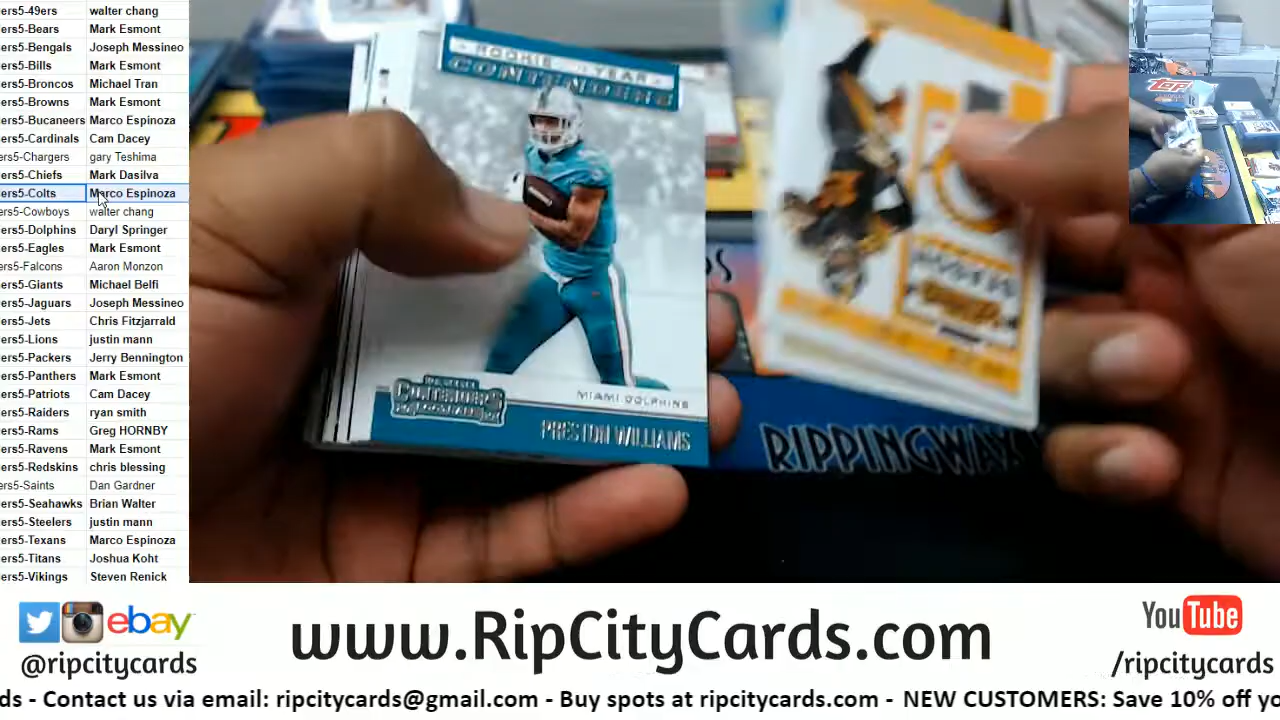 ers5-49ers walter chang
ers5-Bears Mark Esmont
ers5-Bengals Joseph Messineo
ers5-Bills Mark Esmont
ers5-Broncos Michael Tran
ers5-Browns Mark Esmont
ers5-Bucaneers Marco Espinoza
ers5-Cardinals Cam Dacey
ers5-Chargers gary Teshima
ers5-Chiefs Mark Dasilva
ers5-Colts Marco Espinoza
ers5-Cowboys walter chang
ers5-Dolphins Daryl Springer
ers5-Eagles Mark Esmont
ers5-Falcons Aaron Monzon
ers5-Giants Michael Belfi
ers5-Jaguars Joseph Messineo
ers5-Jets Chris Fitzjarrald
ers5-Lions justin mann
ers5-Packers Jerry Bennington
ers5-Panthers Mark Esmont
ers5-Patriots Cam Dacey
ers5-Raiders ryan smith
ers5-Rams Greg HORNBY
ers5-Ravens Mark Esmont
ers5-Redskins chris blessing
ers5-Saints Dan Gardner
ers5-Seahawks Brian Walter
ers5-Steelers justin mann
ers5-Texans Marco Espinoza
ers5-Titans Joshua Koht
ers5-Vikings Steven Renick
ROOKIE YEAR
CONTENDERS
CONTENDERS
MIAMI DOLPHINS
PRESTON WILLIAMS
RIPPINGWAX
ebay
@ripcitycards
www.RipCityCards.com
YouTube
/ripcitycards
ds - Contact us via email: ripcitycards@gmail.com - Buy spots at ripcitycards.com - NEW CUSTOMERS: Save 10% off yo